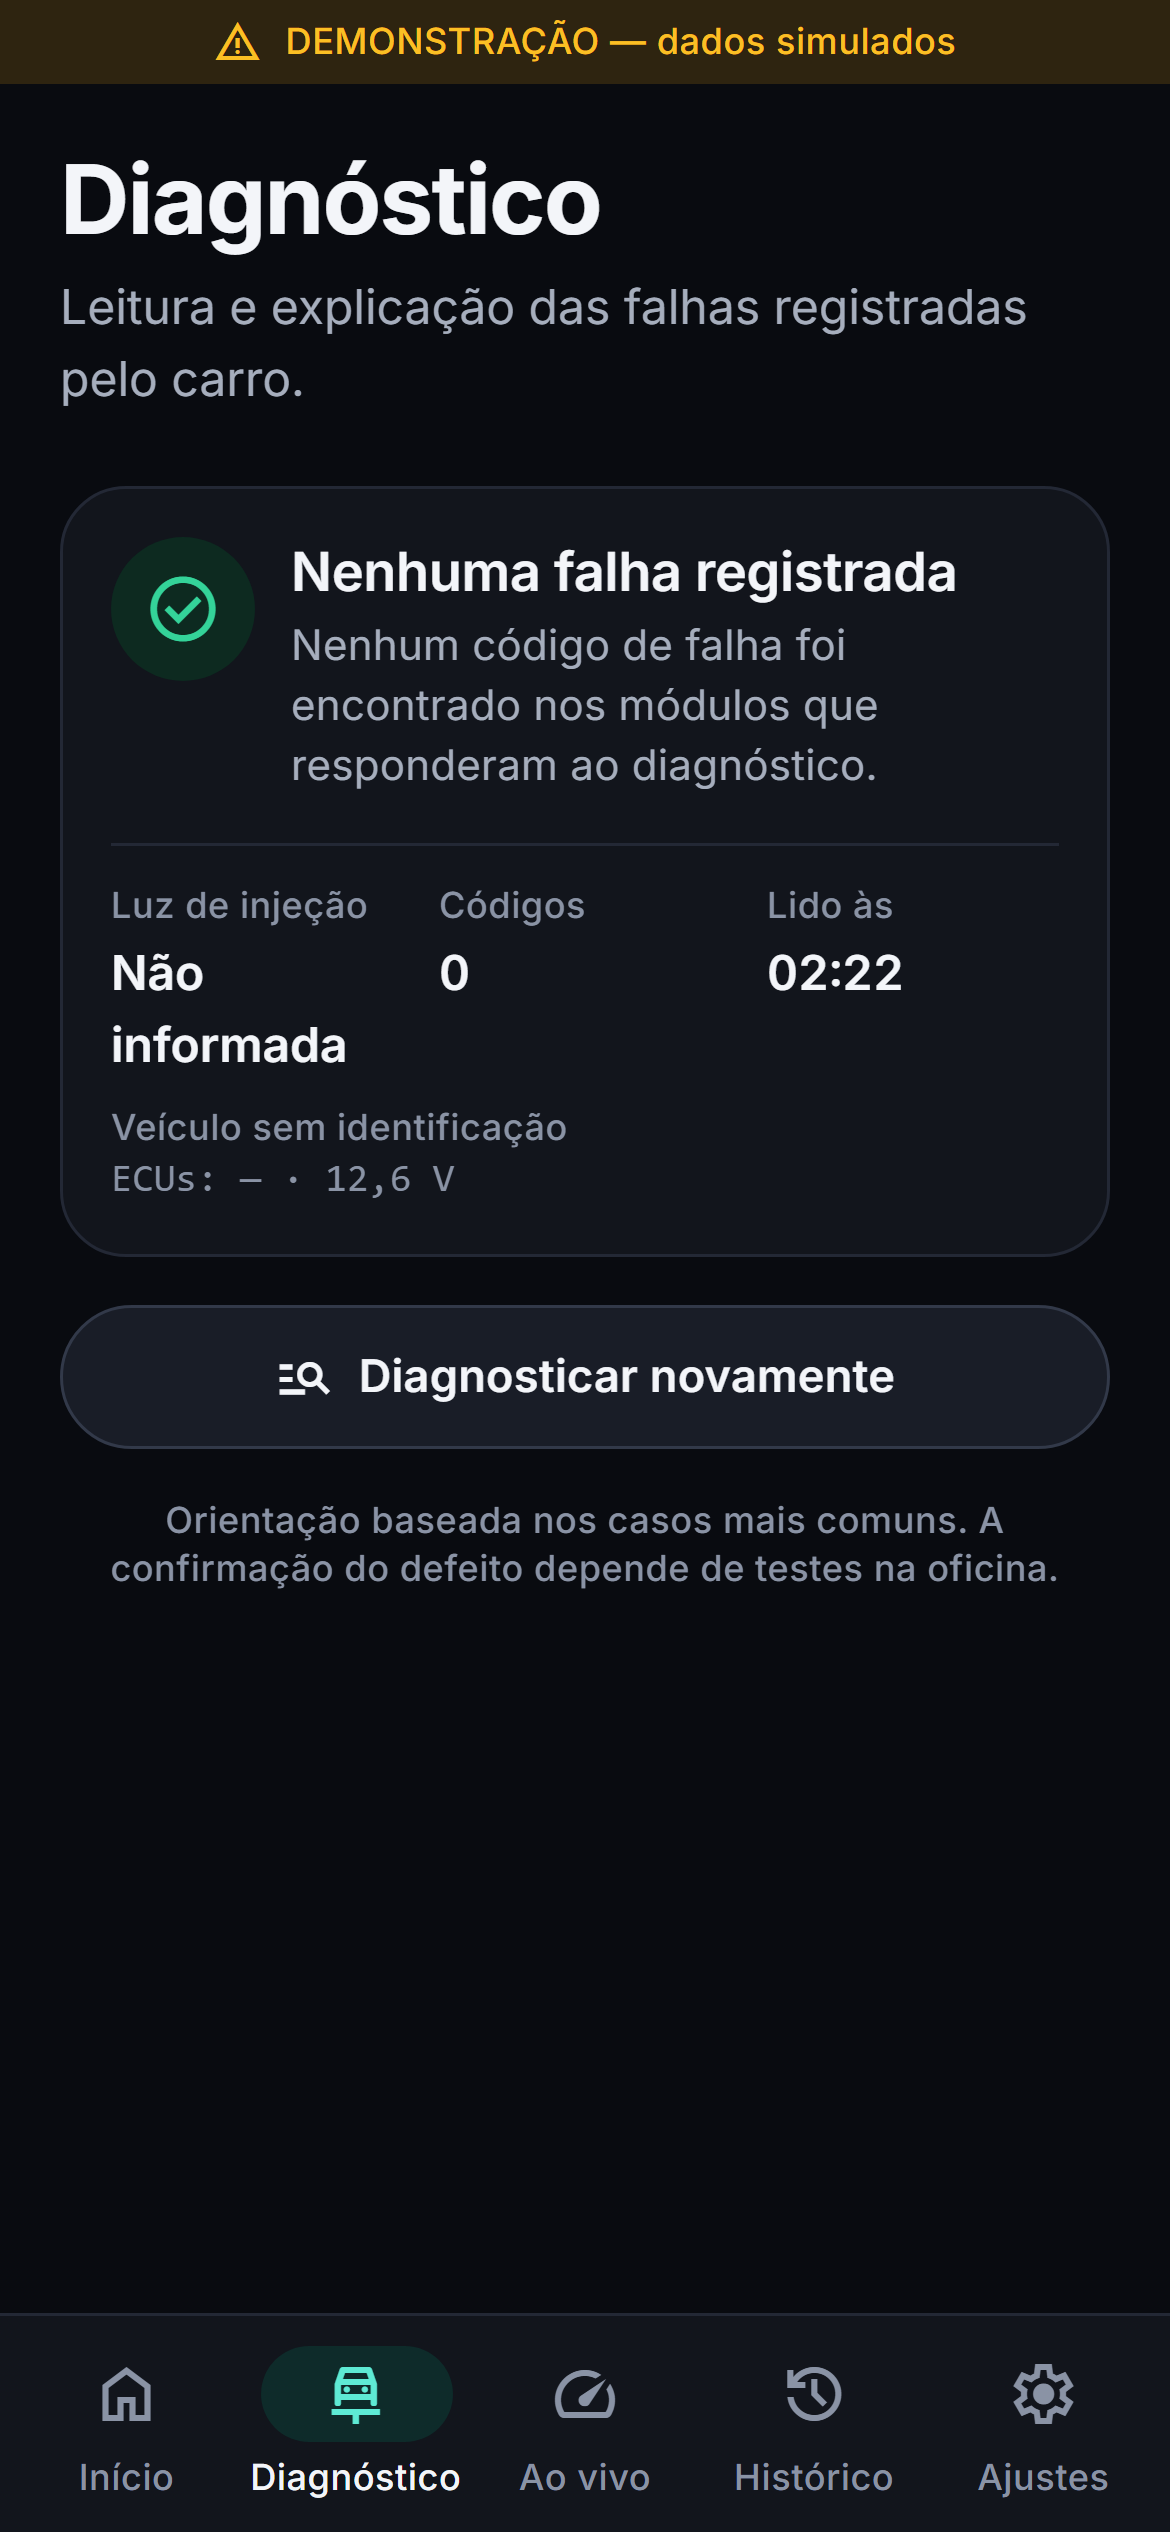 DEMONSTRAÇÃO — dados simulados
Diagnóstico
Leitura e explicação das falhas registradas
pelo carro.
Nenhuma falha registrada
Nenhum código de falha foi
encontrado nos módulos que
responderam ao diagnóstico.
Luz de injeção
Não
informada
Códigos
0
Lido às
02:22
Veículo sem identificação
ECUs: — · 12,6 V
Diagnosticar novamente
Orientação baseada nos casos mais comuns. A
confirmação do defeito depende de testes na oficina.
Início
Diagnóstico
Ao vivo
Histórico
Ajustes